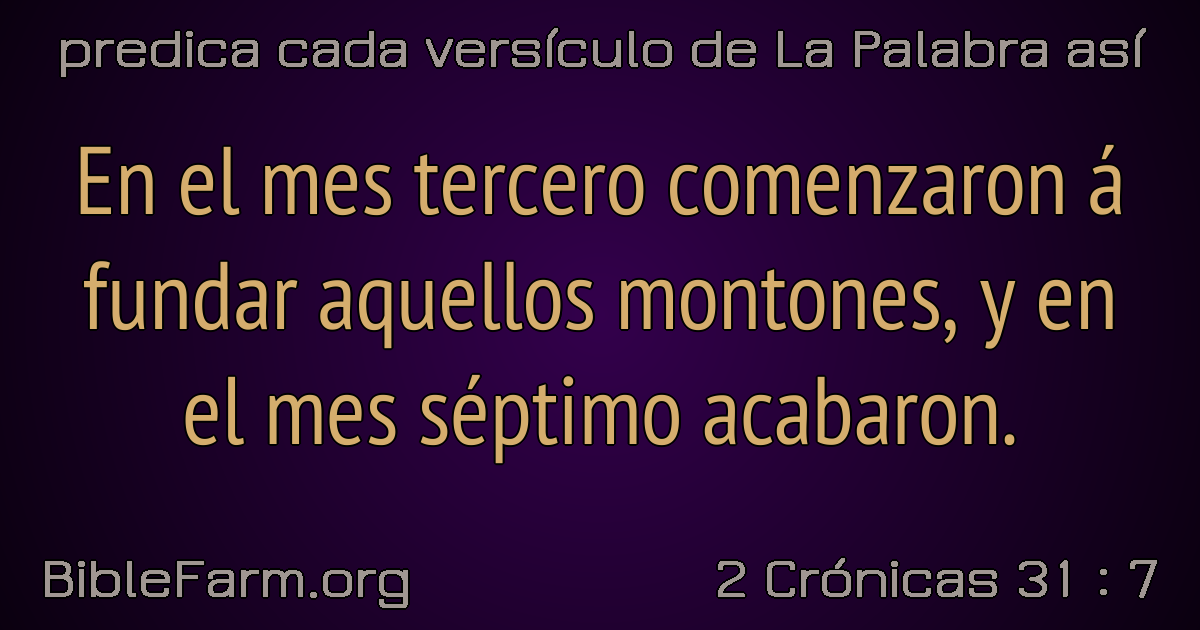 predica cada versículo de La Palabra así
En el mes tercero comenzaron á
fundar aquellos montones, y en
el mes séptimo acabaron.
BibleFarm.org
2 Crónicas 31 : 7